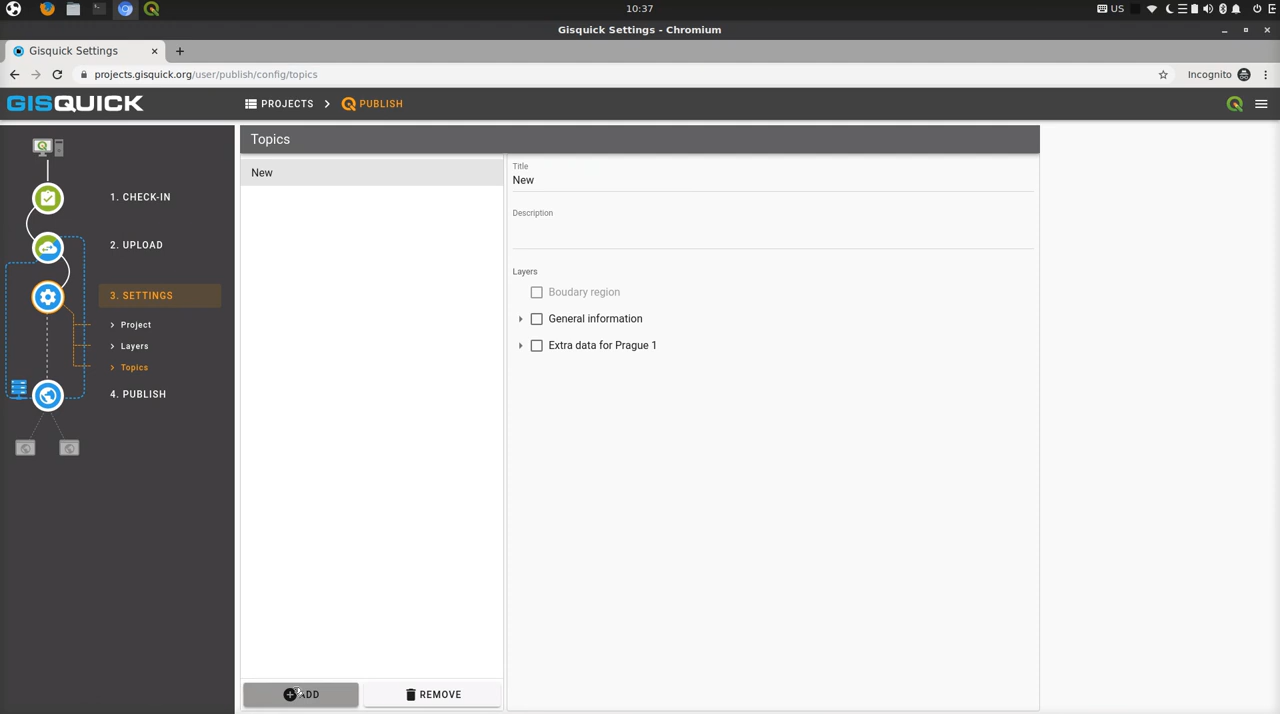 10:37
US
Gisquick Settings - Chromium
Gisquick Settings
projects.gisquick.org/user/publish/config/topics
Incognito
GISQUICK
PROJECTS
PUBLISH
1. CHECK-IN
2. UPLOAD
3. SETTINGS
Project
Layers
Topics
4. PUBLISH
Topics
New
ADD
REMOVE
Title
New
Description
Layers
Boudary region
General information
Extra data for Prague 1